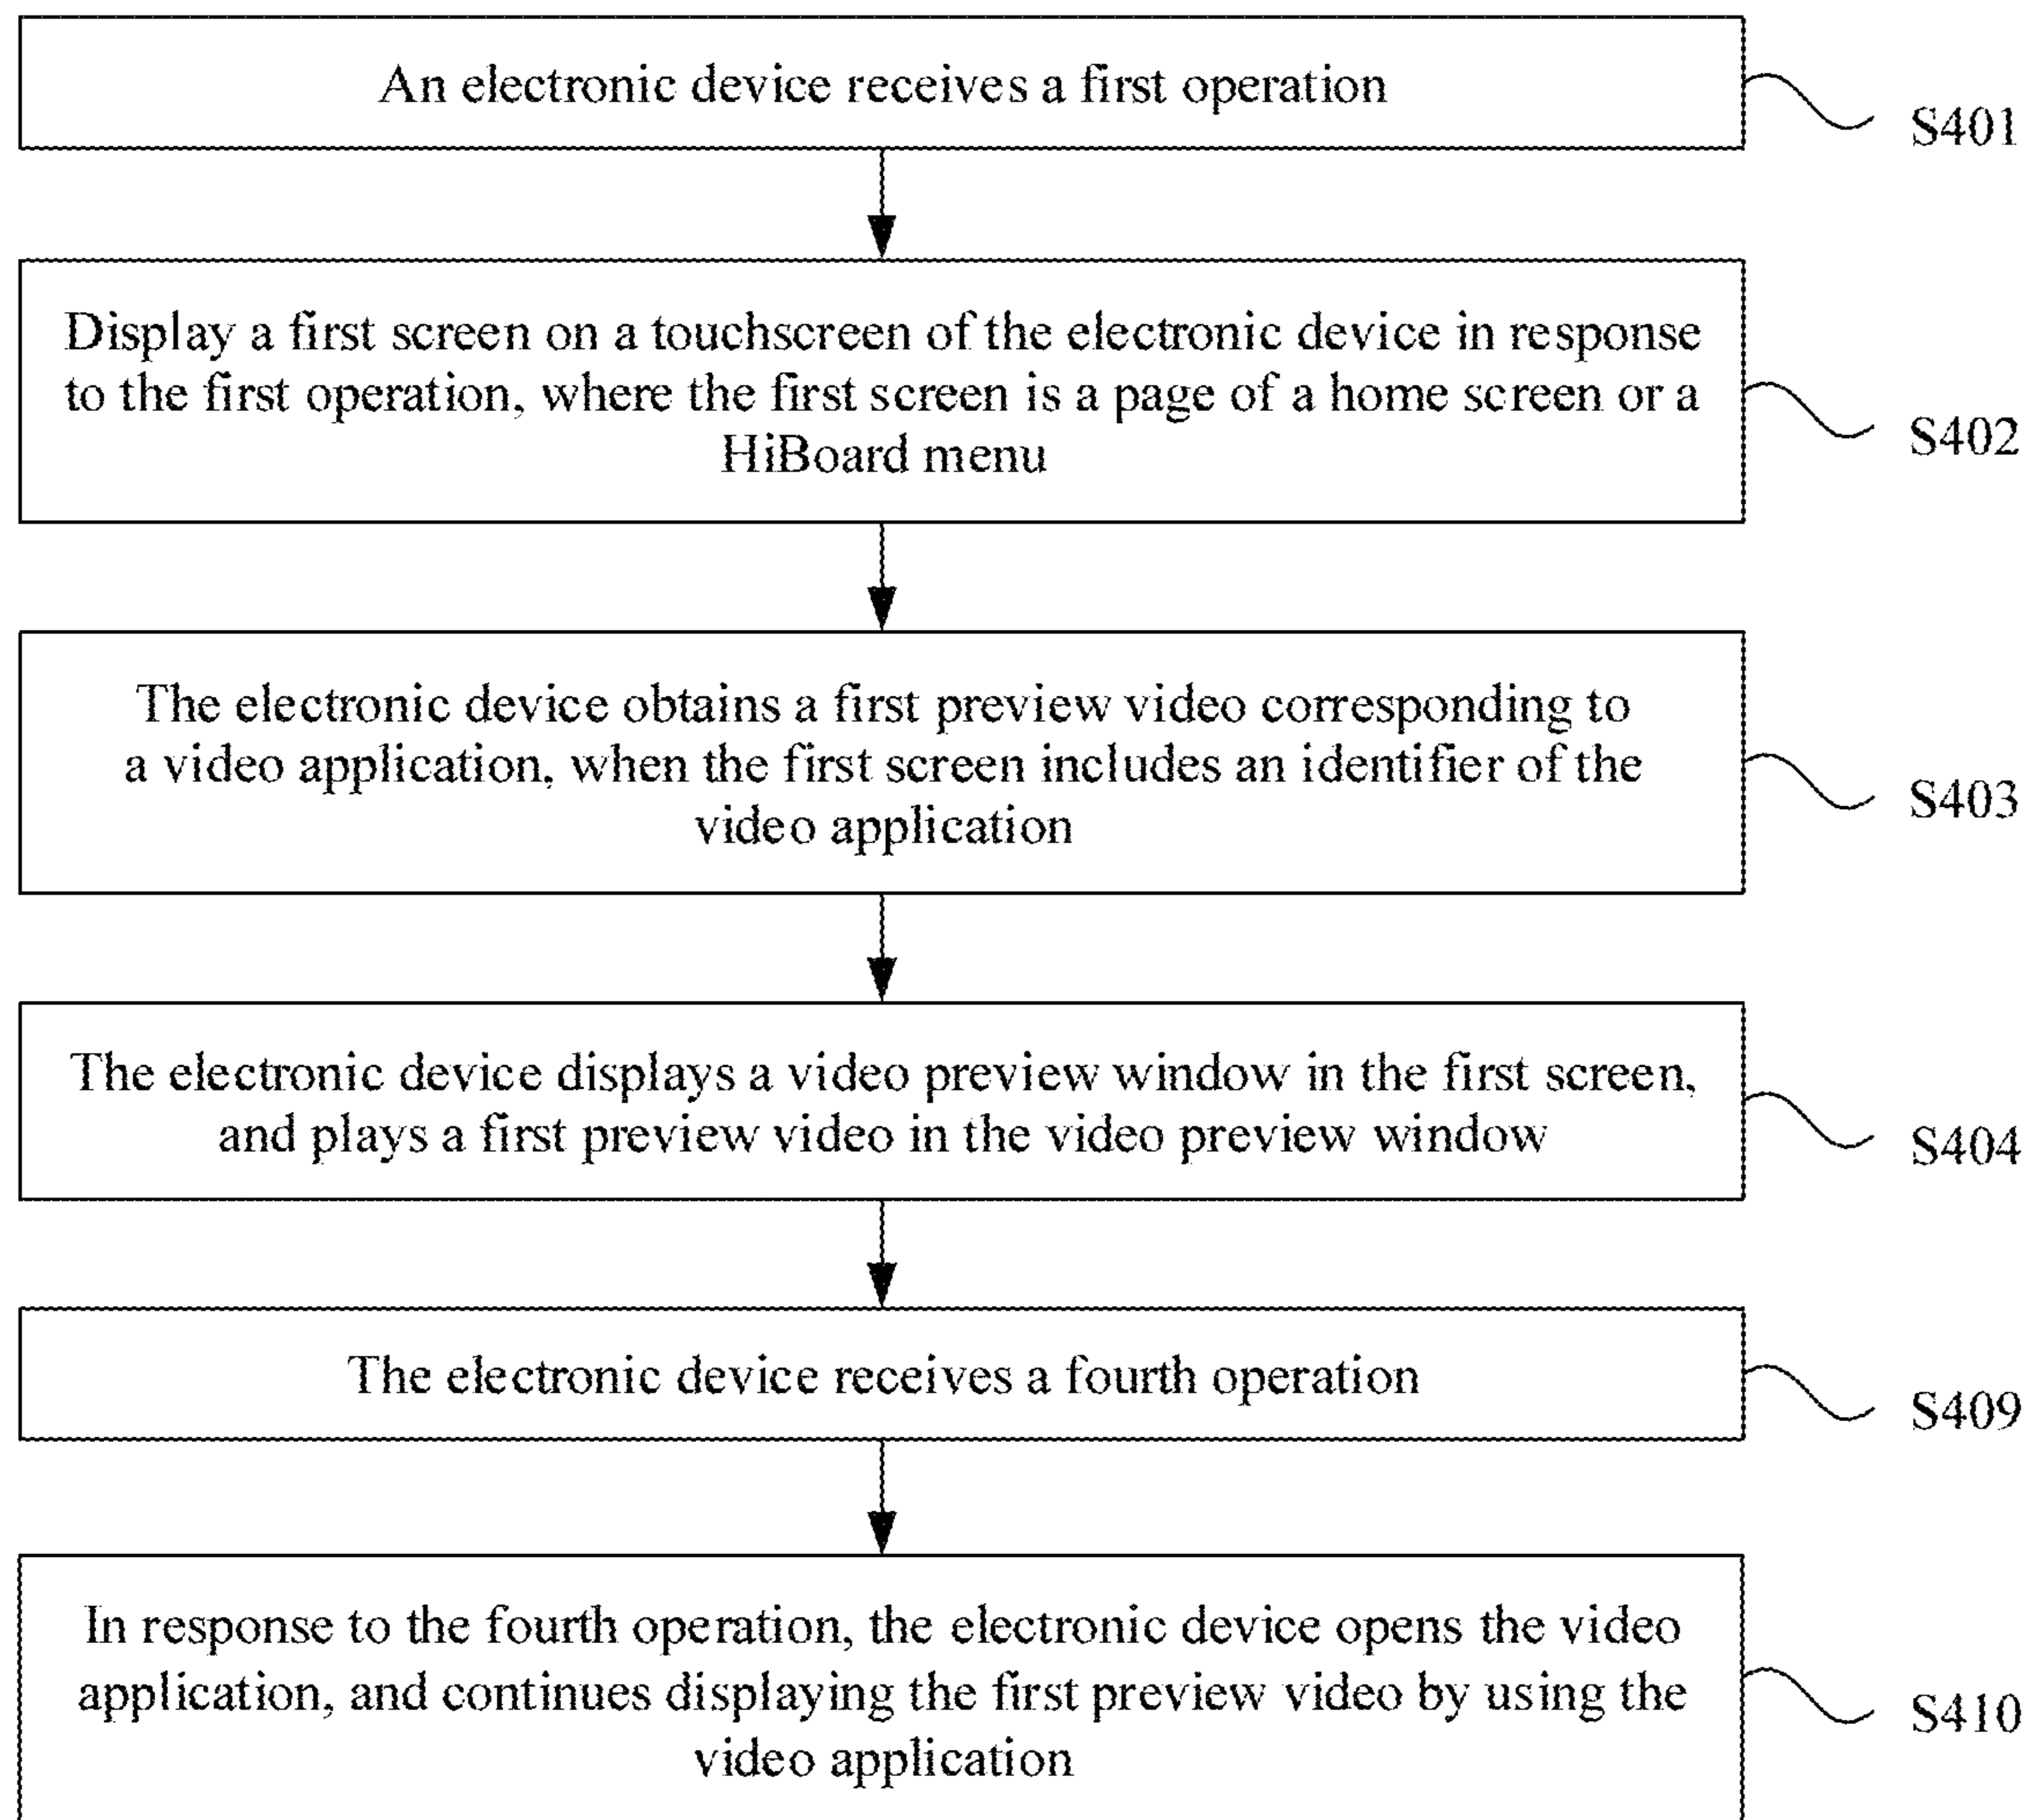 An electronic device receives a first operation
S401
Display a first screen on a touchscreen of the electronic device in response
to the first operation, where the first screen is a page of a home screen or a
HiBoard menu
S402
The electronic device obtains a first preview video corresponding to
a video application, when the first screen includes an identifier of the
video application
S403
The electronic device displays a video preview window in the first screen,
and plays a first preview video in the video preview window
S404
The electronic device receives a fourth operation
S409
In response to the fourth operation, the electronic device opens the video
application, and continues displaying the first preview video by using the
video application
S410